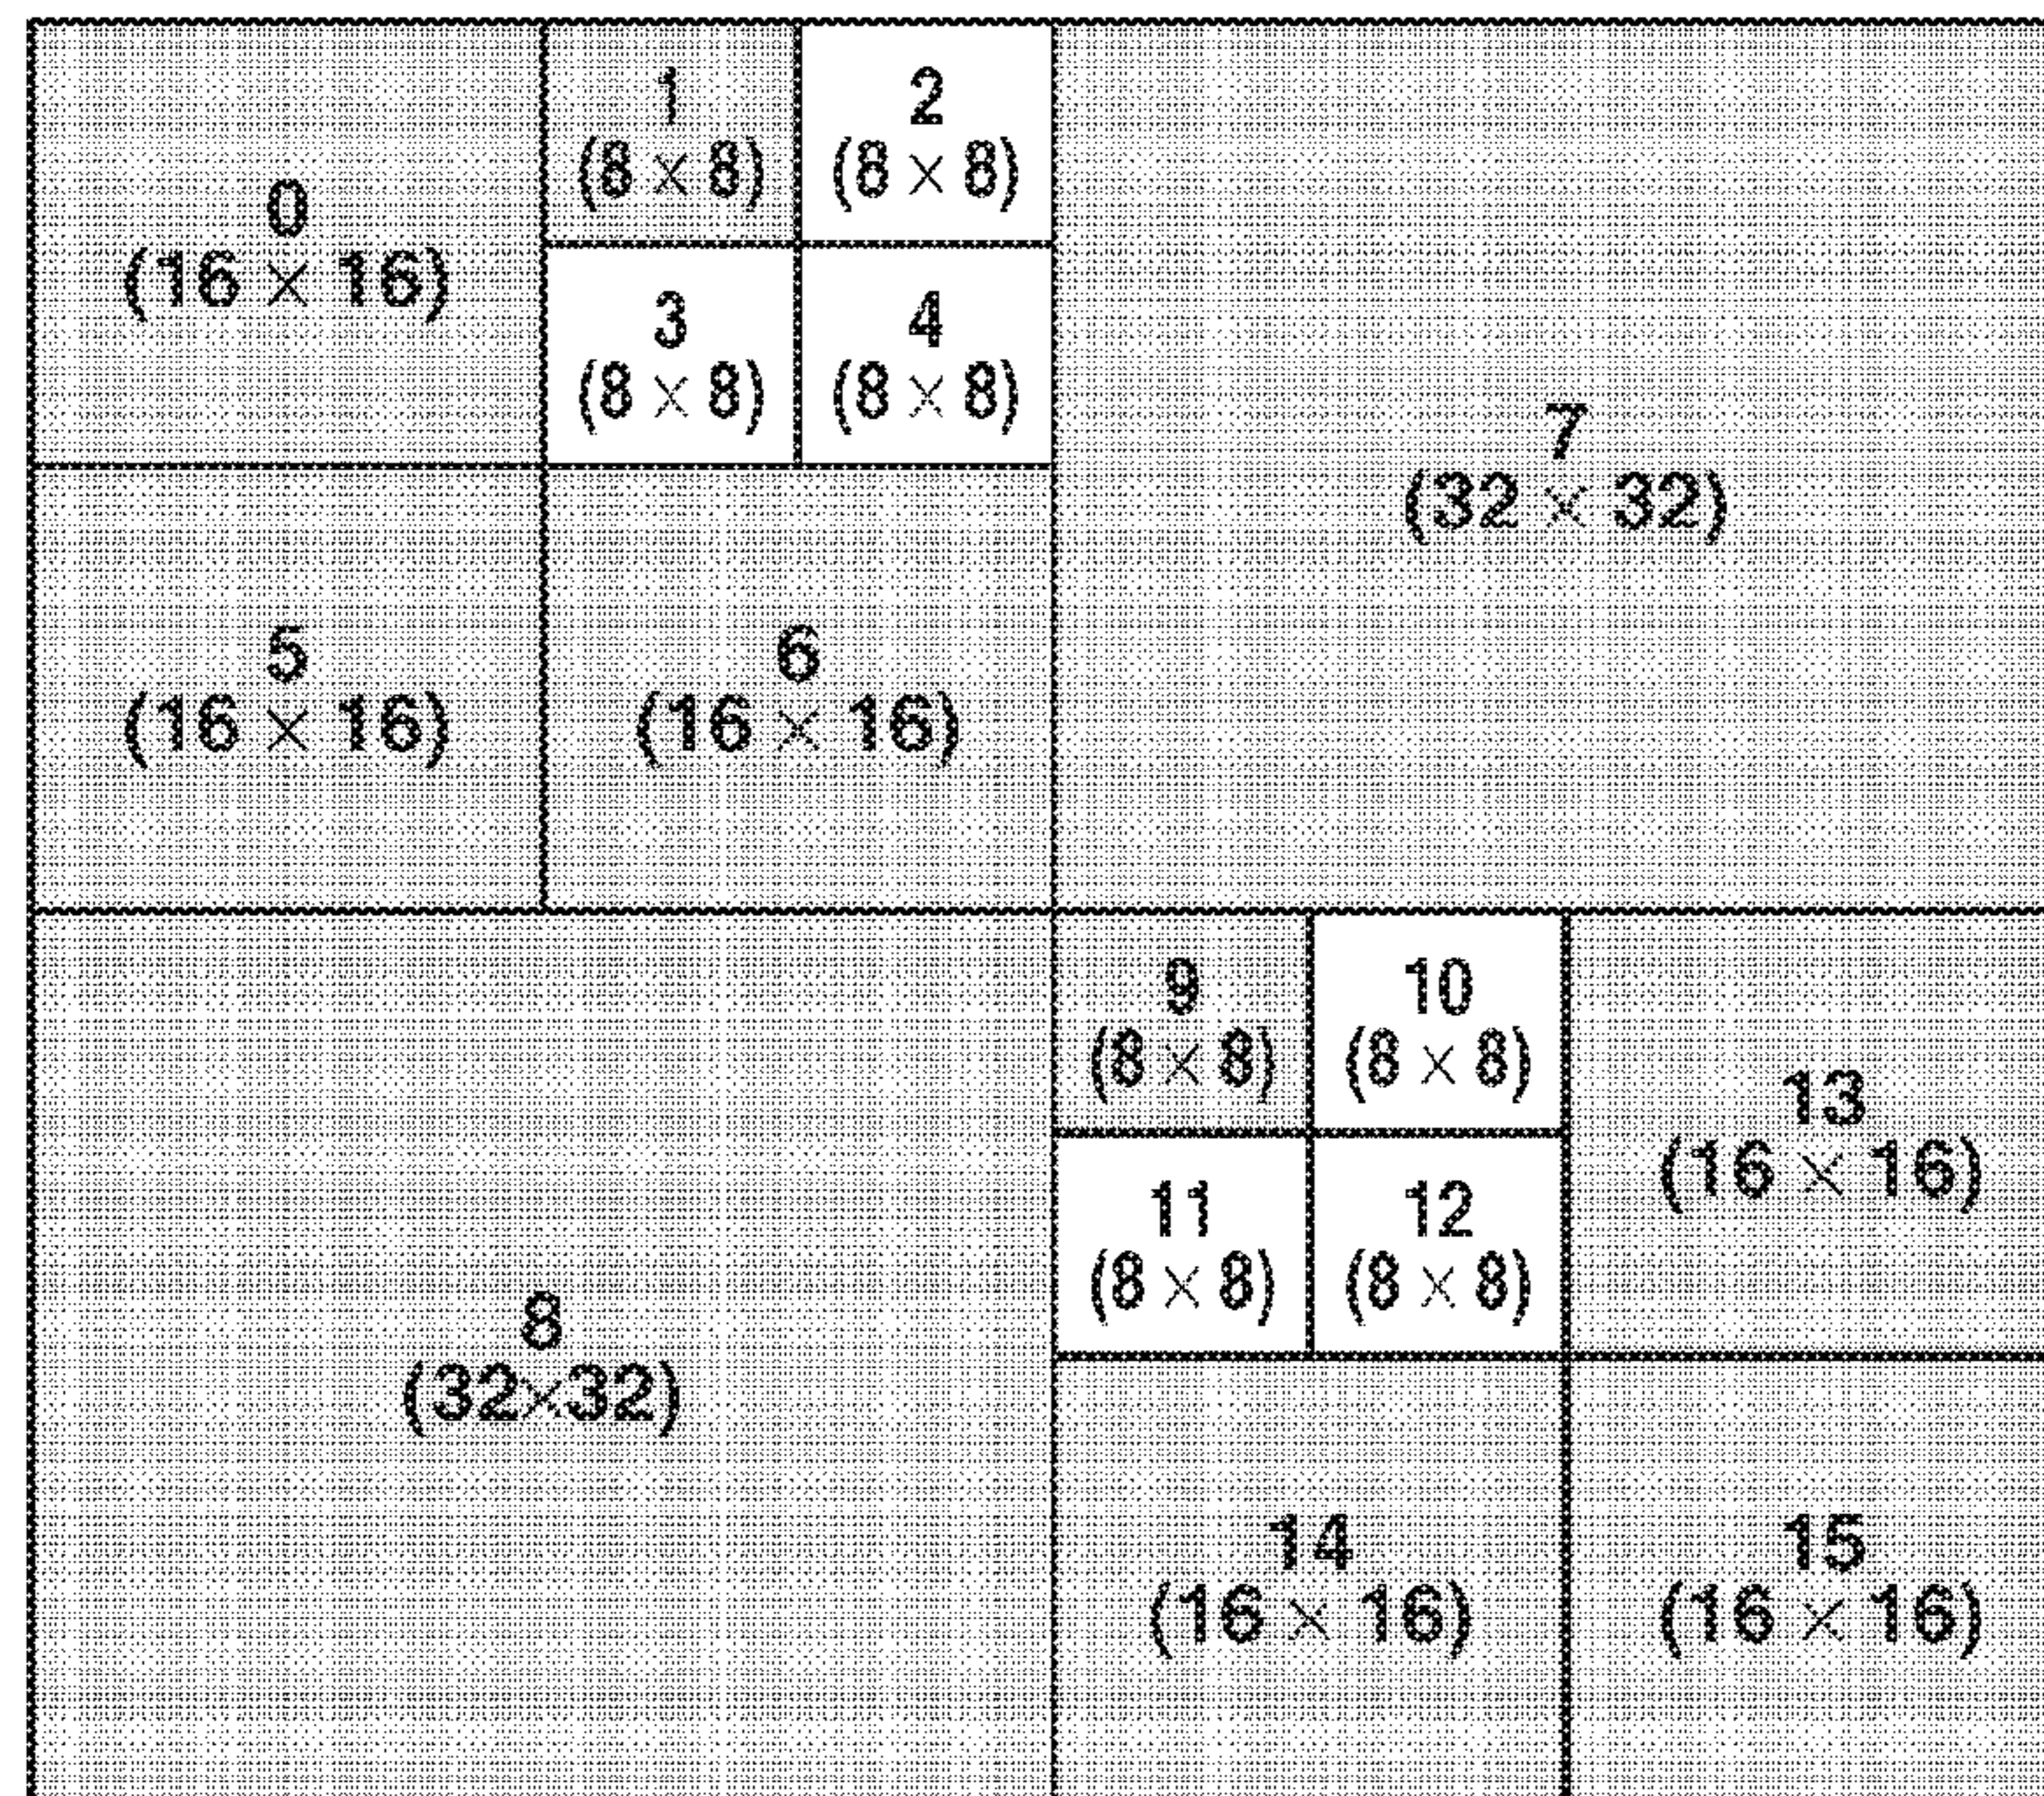 0
(16 × 16)
1
(8 × 8)
2
(8 × 8)
3
(8 × 8)
4
(8 × 8)
5
(16 × 16)
6
(16 × 16)
7
(32 × 32)
8
(32×32)
9
(8 × 8)
10
(8 × 8)
11
(8 × 8)
12
(8 × 8)
13
(16 × 16)
14
(16 × 16)
15
(16 × 16)